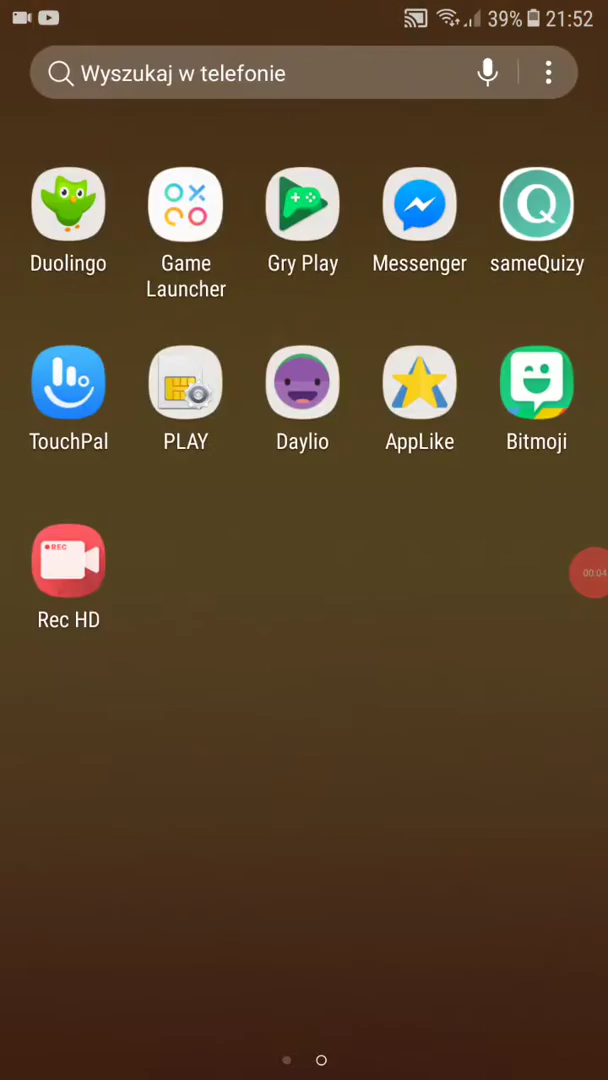 39% 21:52
Wyszukaj w telefonie
Duolingo
Game
Launcher
Gry Play
Messenger
sameQuizy
TouchPal
PLAY
Daylio
AppLike
Bitmoji
REC
Rec HD
00:04